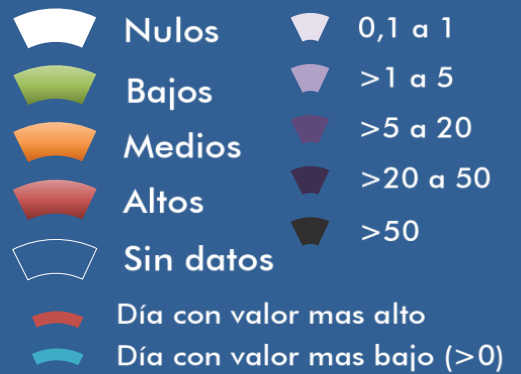 Nulos
Bajos
Medios
Altos
Sin datos
0,1 a 1
>1 a 5
>5 a 20
>20 a 50
>50
Día con valor mas alto
Día con valor mas bajo (>0)